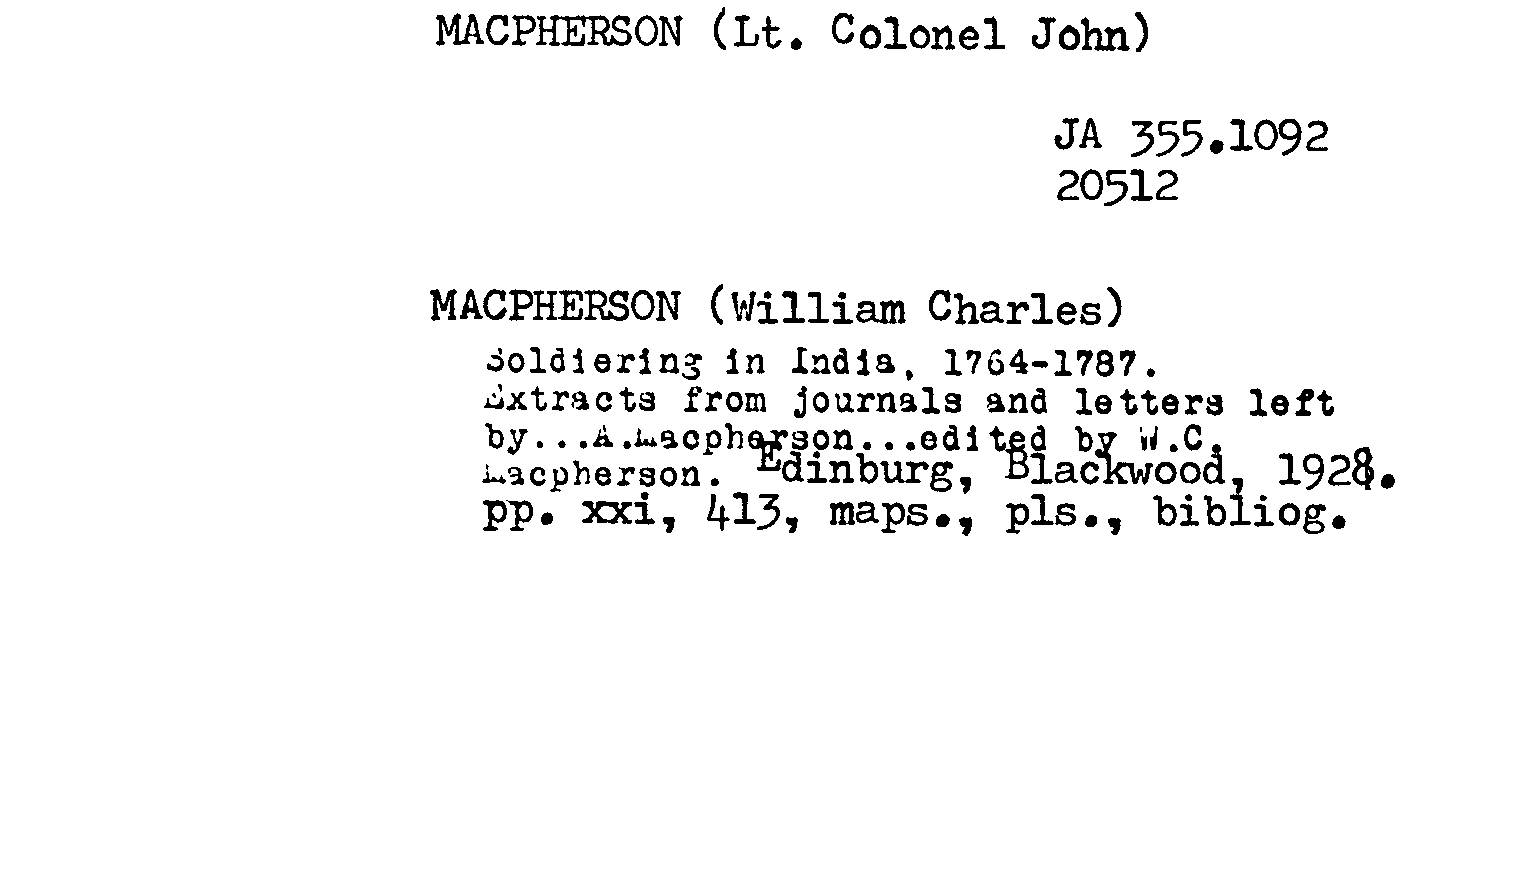 MACPHERSON (Lt. Colonel John)
JA 355.1092
20512
MACPHERSON (William Charles)
Soldiering in India, 1764-1787.
Extracts from journals and letters left
by...A.Macpherson...edited by W.C.
Macpherson. Edinburg, Blackwood, 1928.
pp. xxi, 413, maps., pls., bibliog.